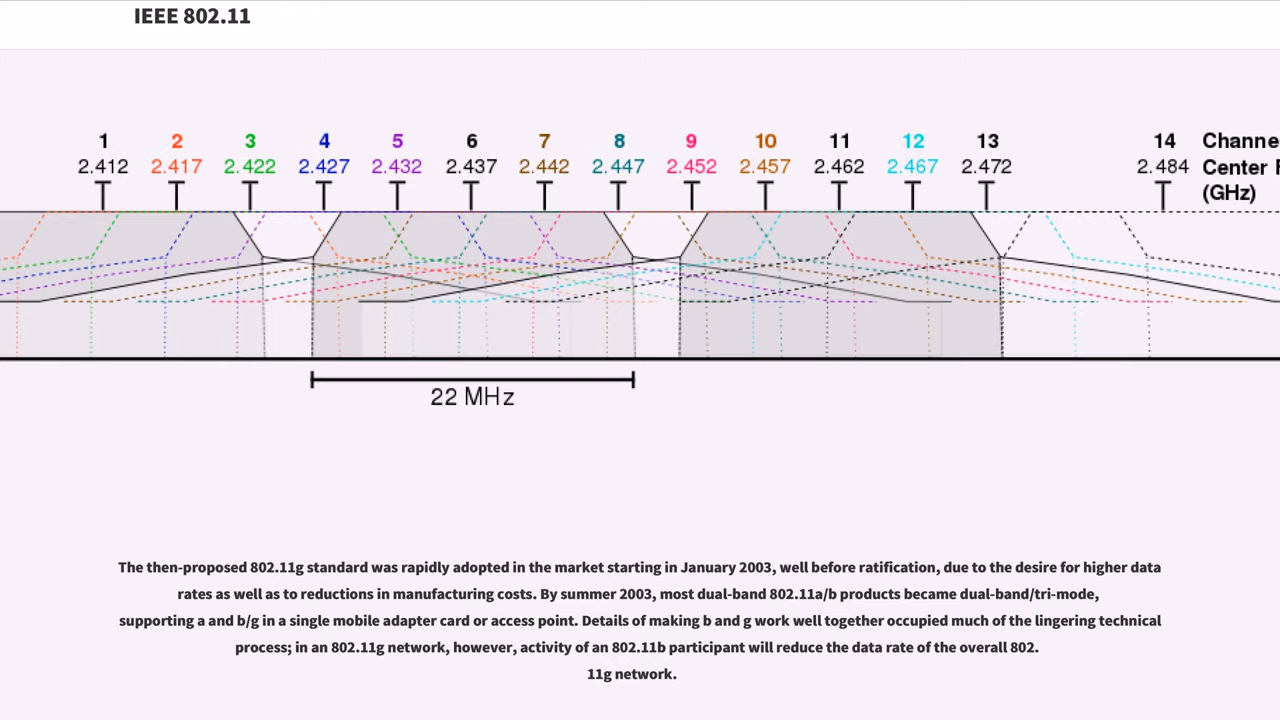 IEEE 802.11
1 2 3 4 5 6 7 8 9 10 11 12 13 14 Channe
2.412 2.417 2.422 2.427 2.432 2.437 2.442 2.447 2.452 2.457 2.462 2.467 2.472 2.484 Center F
(GHz)
22 MHz
The then-proposed 802.11g standard was rapidly adopted in the market starting in January 2003, well before ratification, due to the desire for higher data
rates as well as to reductions in manufacturing costs. By summer 2003, most dual-band 802.11a/b products became dual-band/tri-mode,
supporting a and b/g in a single mobile adapter card or access point. Details of making b and g work well together occupied much of the lingering technical
process; in an 802.11g network, however, activity of an 802.11b participant will reduce the data rate of the overall 802.
11g network.